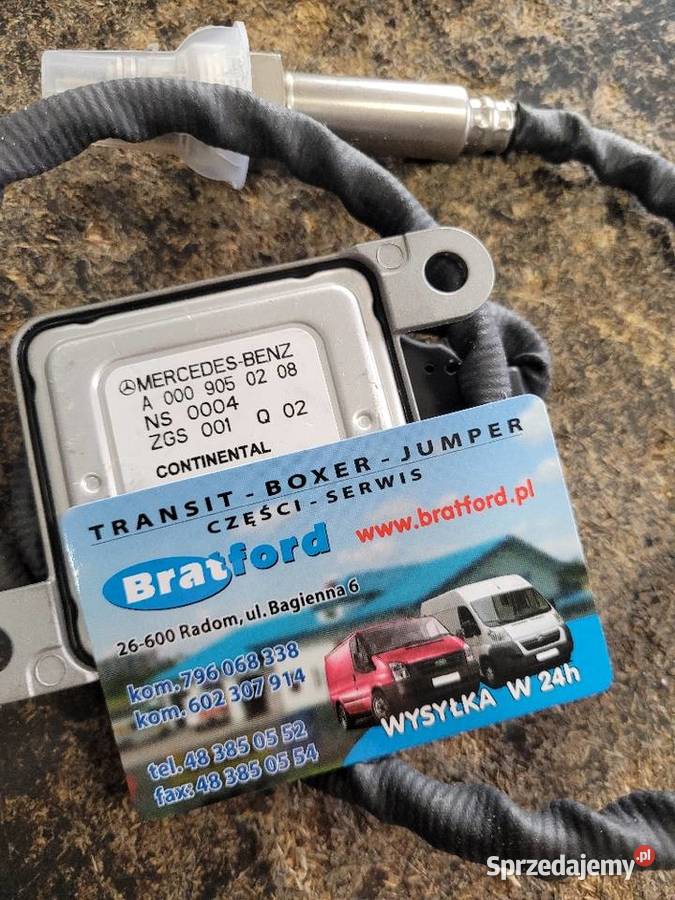 MERCEDES-BENZ
A 000 905 02 08
NS 0004
ZGS 001 Q 02
CONTINENTAL
TRANSIT - BOXER - JUMPER
CZĘŚCI - SERWIS
Bratford
www.bratford.pl
26-600 Radom, ul. Bagienna 6
kom. 796 068 338
kom. 602 307 914
WYSYŁKA W 24h
tel. 48 385 05 52
fax: 48 385 05 54
Sprzedajemy.pl